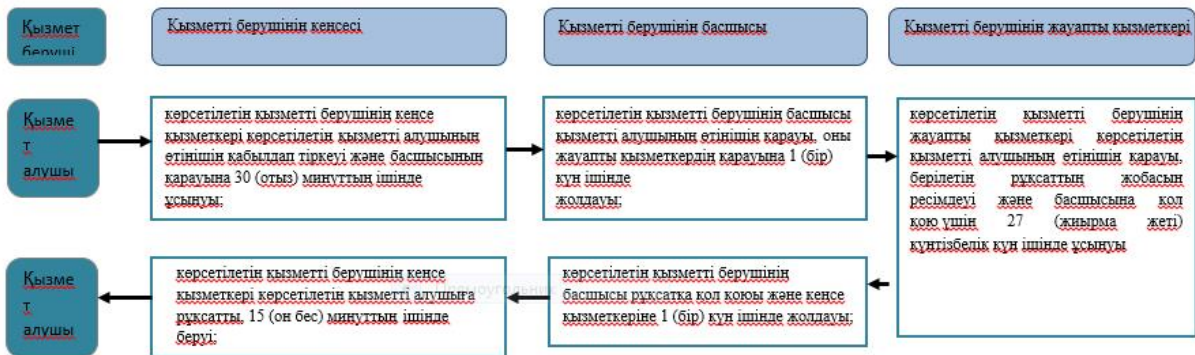 Қызмет
беруші
Қызметті берушінің кеңсесі
Қызметті берушінің басшысы
Қызметті берушінің жауапты қызметкері
Қызме
т
алушы
көрсетілетін қызметті берушінің кеңсе
қызметкері көрсетілетін қызметті алушының
өтінішін қабылдап тіркеуі және басшысының
қарауына 30 (отыз) минуттың ішінде
ұсынуы;
көрсетілетін қызметті берушінің басшысы
қызметті алушының өтінішін қарауы, оны
жауапты қызметкердің қарауына 1 (бір)
күн ішінде
жолдауы;
көрсетілетін қызметті берушінің
жауапты қызметкері көрсетілетін
қызметті алушының өтінішін қарауы,
берілетін рұқсаттың жобасын
ресімдеуі және басшысына қол
қою үшін 27 (жиырма жеті)
күнтізбелік күн ішінде ұсынуы
Қызме
т
алушы
көрсетілетін қызметті берушінің кеңсе
қызметкері көрсетілетін қызметті алушыға
рұқсатты, 15 (он бес) минуттың ішінде
беруі;
Прямоугольник
көрсетілетін қызметті берушінің
басшысы рұқсатқа қол қоюы және кеңсе
қызметкеріне 1 (бір) күн ішінде жолдауы;